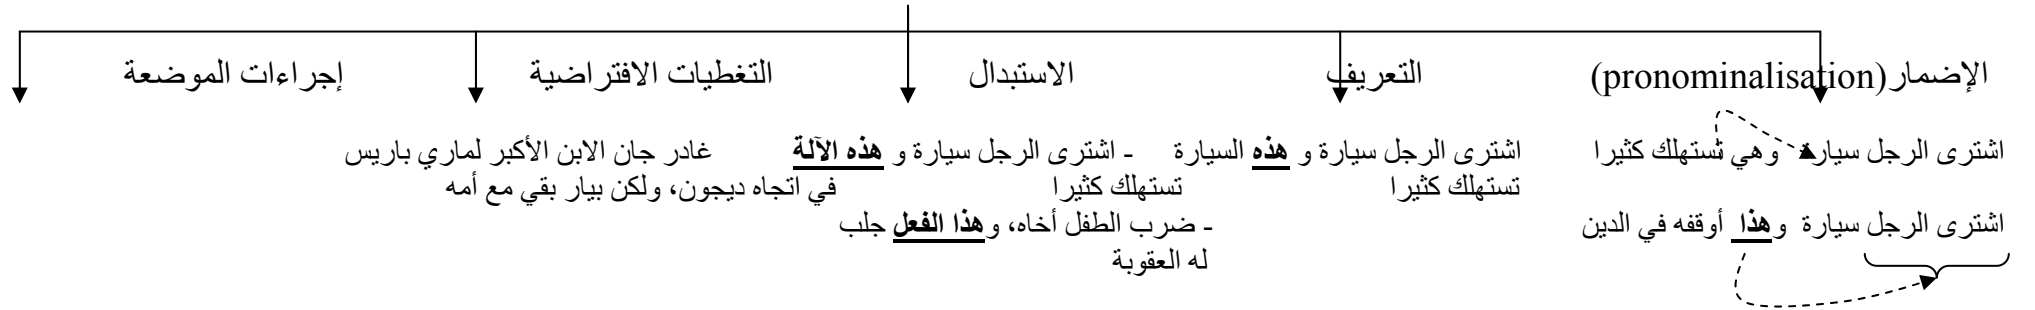 الإضمار(pronominalisation)
التعريف
الاستبدال
التغطيات الافتراضية
إجراءات الموضعة
اشترى الرجل سيارة وهي تستهلك كثيرا
اشترى الرجل سيارة وهذا أوقفه في الدين
اشترى الرجل سيارة و هذه السيارة
تستهلك كثيرا
- اشترى الرجل سيارة و هذه الآلة
تستهلك كثيرا
- ضرب الطفل أخاه، وهذا الفعل جلب
له العقوبة
غادر جان الابن الأكبر لماري باريس
في اتجاه ديجون، ولكن بيار بقي مع أمه